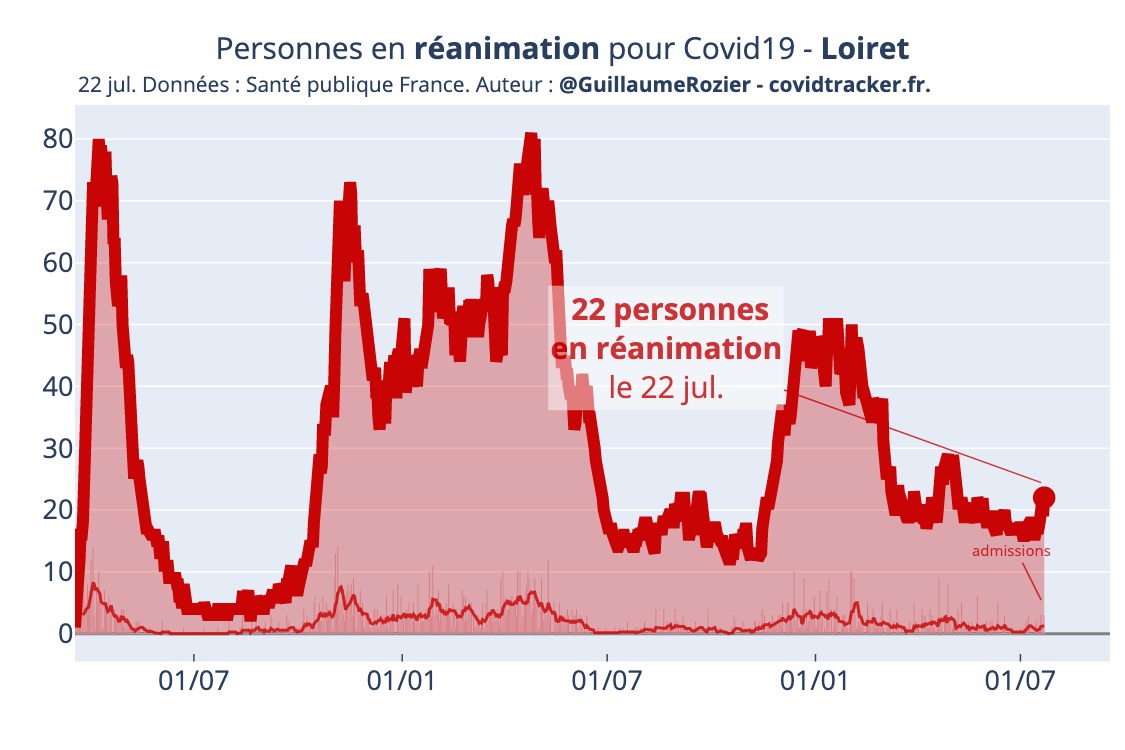 Personnes en réanimation pour Covid19 - Loiret
22 jul. Données : Santé publique France. Auteur : @GuillaumeRozier - covidtracker.fr.
80
70
60
50
40
30
20
10
0
22 personnes
en réanimation
le 22 jul.
admissions
01/07
01/01
01/07
01/01
01/07